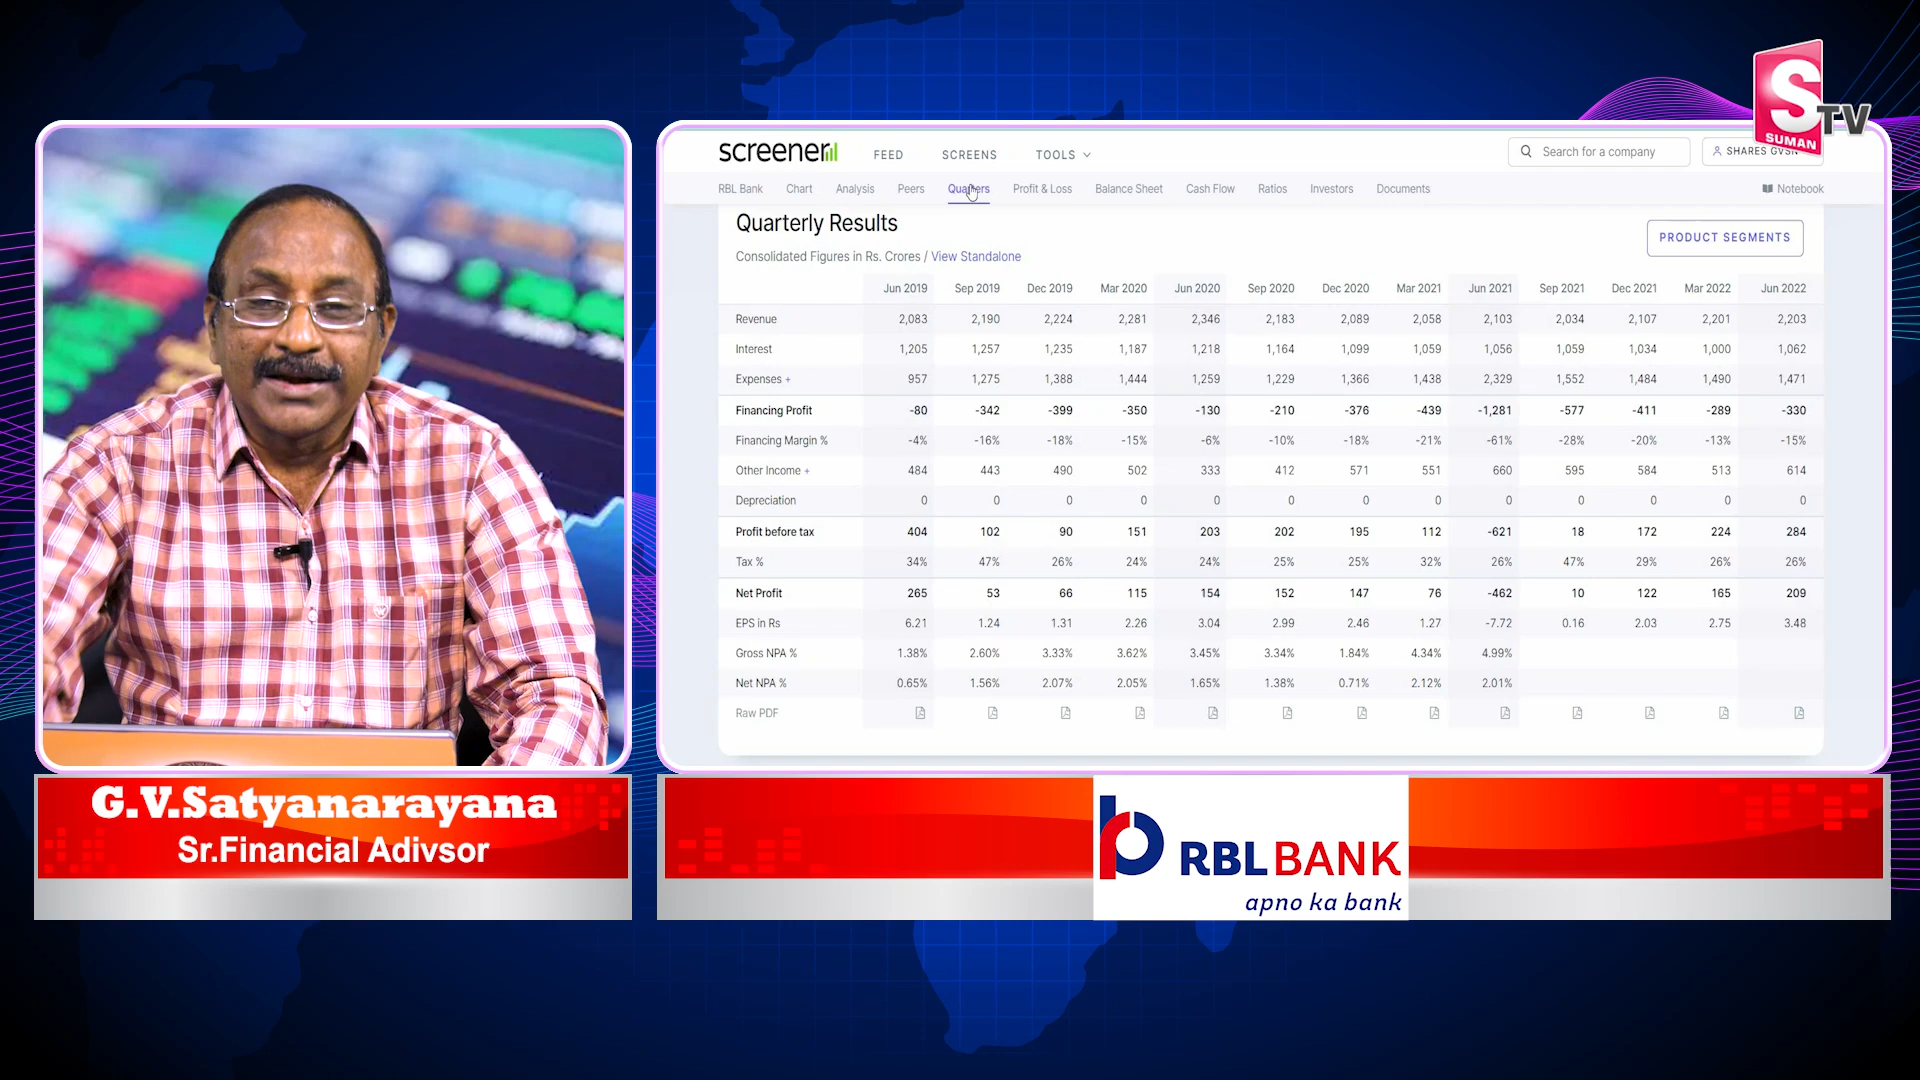 S TV
SUMAN
screener FEED SCREENS TOOLS Search for a company SHARES GVSN
RBL Bank Chart Analysis Peers Quarters Profit & Loss Balance Sheet Cash Flow Ratios Investors Documents Notebook
Quarterly Results
PRODUCT SEGMENTS
Consolidated Figures in Rs. Crores / View Standalone
Jun 2019 Sep 2019 Dec 2019 Mar 2020 Jun 2020 Sep 2020 Dec 2020 Mar 2021 Jun 2021 Sep 2021 Dec 2021 Mar 2022 Jun 2022
Revenue 2,083 2,190 2,224 2,281 2,346 2,183 2,089 2,058 2,103 2,034 2,107 2,201 2,203
Interest 1,205 1,257 1,235 1,187 1,218 1,164 1,099 1,059 1,056 1,059 1,034 1,000 1,062
Expenses + 957 1,275 1,388 1,444 1,259 1,229 1,366 1,438 2,329 1,552 1,484 1,490 1,471
Financing Profit -80 -342 -399 -350 -130 -210 -376 -439 -1,281 -577 -411 -289 -330
Financing Margin % -4% -16% -18% -15% -6% -10% -18% -21% -61% -28% -20% -13% -15%
Other Income + 484 443 490 502 333 412 571 551 660 595 584 513 614
Depreciation 0 0 0 0 0 0 0 0 0 0 0 0 0
Profit before tax 404 102 90 151 203 202 195 112 -621 18 172 224 284
Tax % 34% 47% 26% 24% 24% 25% 25% 32% 26% 47% 29% 26% 26%
Net Profit 265 53 66 115 154 152 147 76 -462 10 122 165 209
EPS in Rs 6.21 1.24 1.31 2.26 3.04 2.99 2.46 1.27 -7.72 0.16 2.03 2.75 3.48
Gross NPA % 1.38% 2.60% 3.33% 3.62% 3.45% 3.34% 1.84% 4.34% 4.99%
Net NPA % 0.65% 1.56% 2.07% 2.05% 1.65% 1.38% 0.71% 2.12% 2.01%
Raw PDF
G.V.Satyanarayana
Sr.Financial Adivsor
RBL BANK
apno ka bank